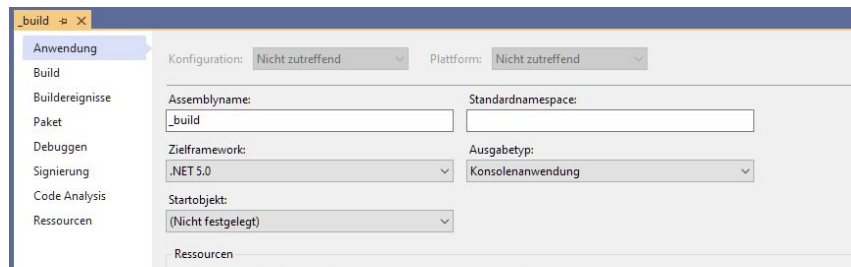 _build
Anwendung
Build
Buildereignisse
Paket
Debuggen
Signierung
Code Analysis
Ressourcen
Konfiguration: Nicht zutreffend Plattform: Nicht zutreffend
Assemblyname: Standardnamespace:
_build
Zielframework: Ausgabetyp:
.NET 5.0 Konsolenanwendung
Startobjekt:
(Nicht festgelegt)
Ressourcen